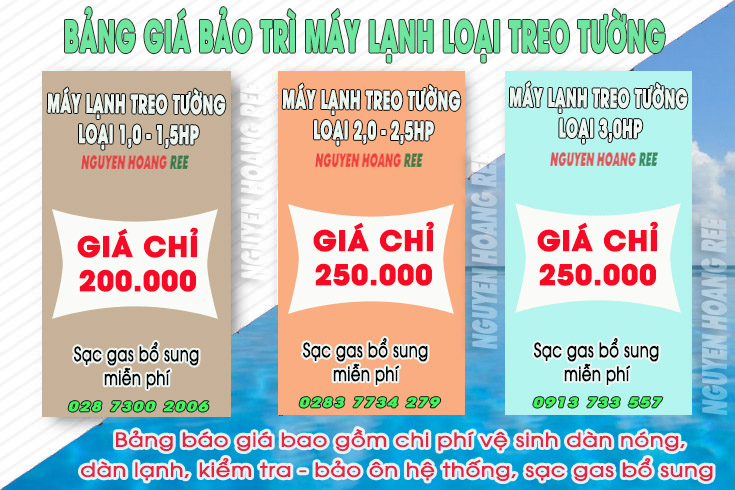 BẢNG GIÁ BẢO TRÌ MÁY LẠNH LOẠI TREO TƯỜNG
MÁY LẠNH TREO TƯỜNG
LOẠI 1,0 - 1,5HP
NGUYEN HOANG REE
GIÁ CHỈ
200.000
Sạc gas bổ sung
miễn phí
028 7300 2006
NGUYEN HOANG REE
MÁY LẠNH TREO TƯỜNG
LOẠI 2,0 - 2,5HP
NGUYEN HOANG REE
GIÁ CHỈ
250.000
Sạc gas bổ sung
miễn phí
0283 7734 279
NGUYEN HOANG REE
MÁY LẠNH TREO TƯỜNG
LOẠI 3,0HP
NGUYEN HOANG REE
GIÁ CHỈ
250.000
Sạc gas bổ sung
miễn phí
0913 733 557
NGUYEN HOANG REE
Bảng báo giá bao gồm chi phí vệ sinh dàn nóng,
dàn lạnh, kiểm tra - bảo ôn hệ thống, sạc gas bổ sung